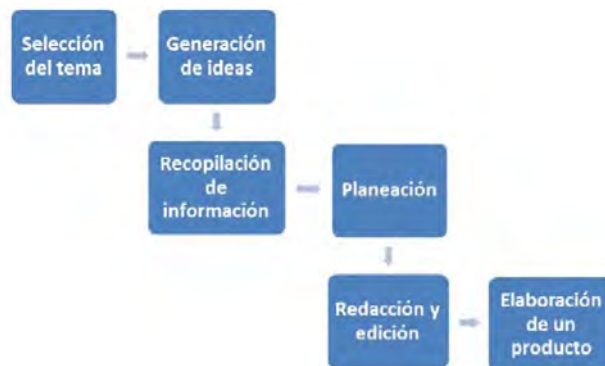 Selección
del tema
Generación
de ideas
Recopilación
de
información
Planeación
Redacción y
edición
Elaboración
de un
producto